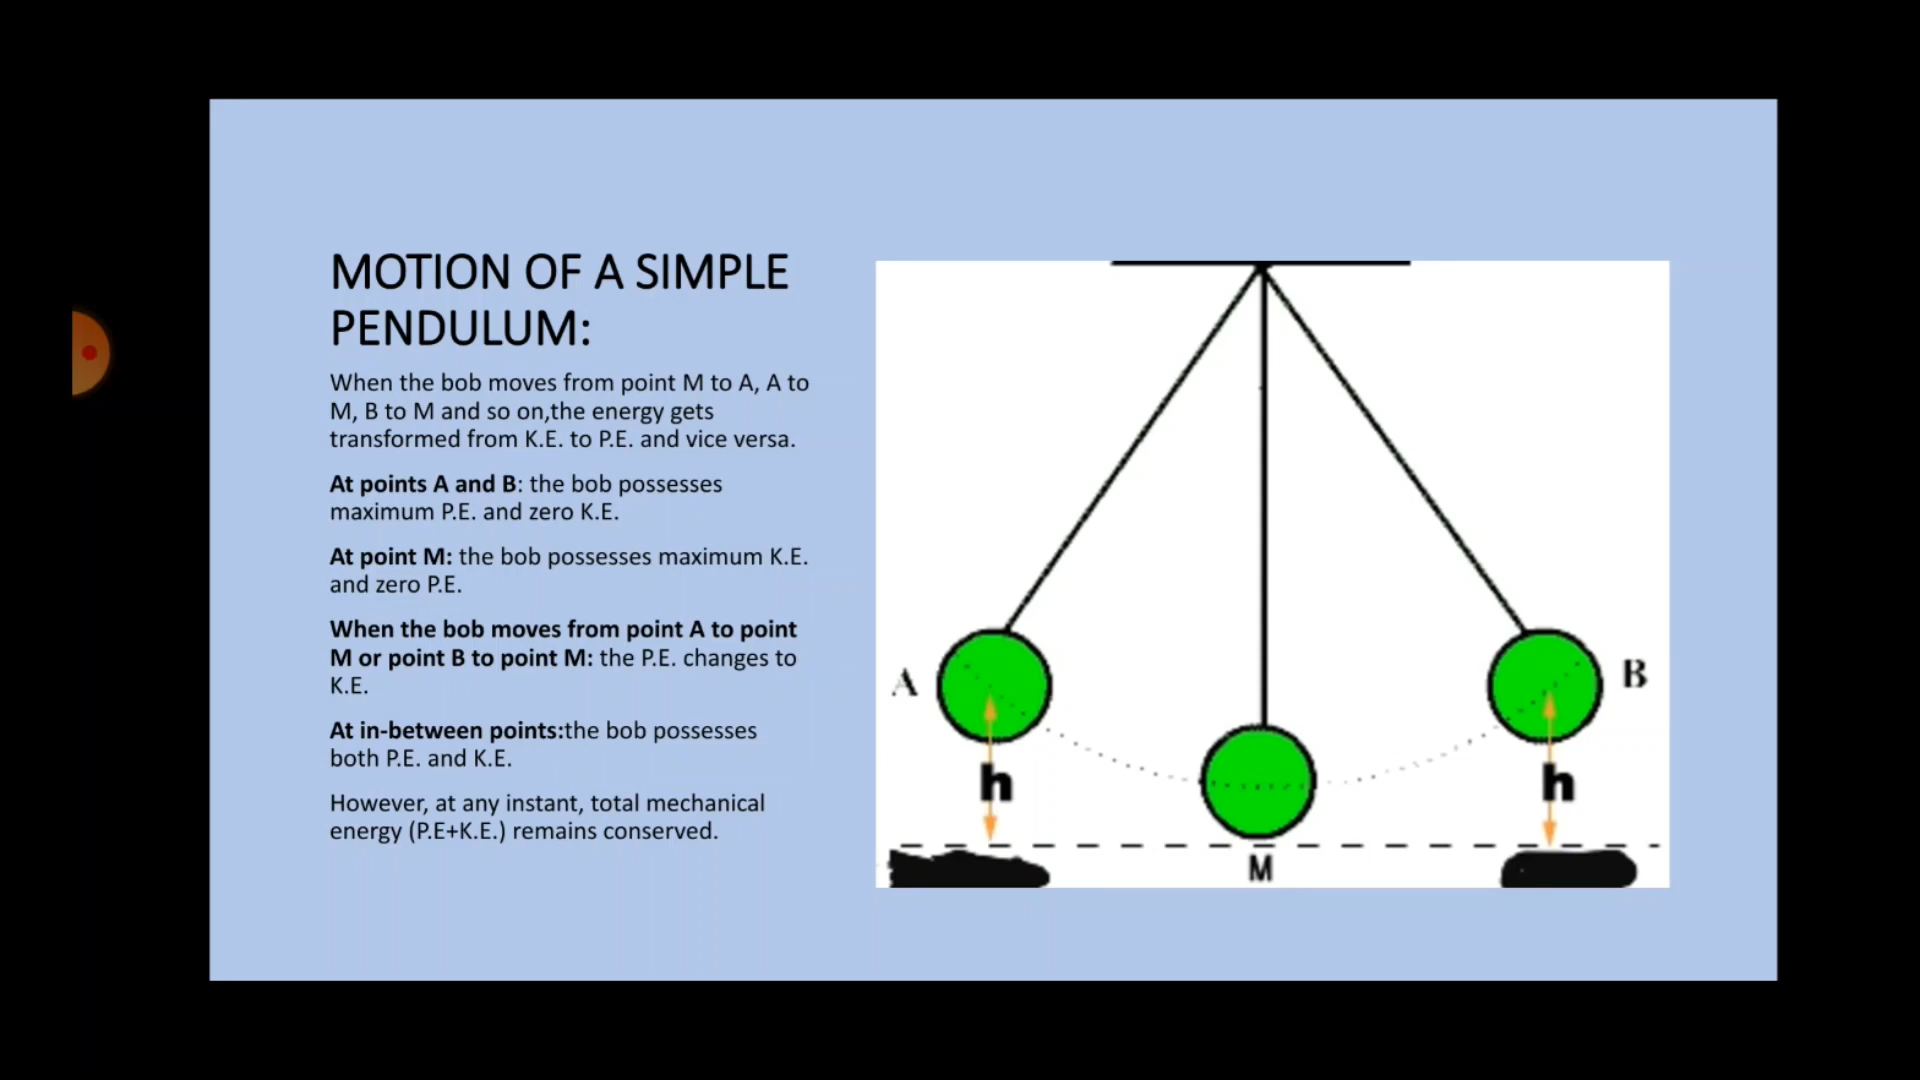 MOTION OF A SIMPLE
PENDULUM:
When the bob moves from point M to A, A to
M, B to M and so on,the energy gets
transformed from K.E. to P.E. and vice versa.
At points A and B: the bob possesses
maximum P.E. and zero K.E.
At point M: the bob possesses maximum K.E.
and zero P.E.
When the bob moves from point A to point
M or point B to point M: the P.E. changes to
K.E.
At in-between points:the bob possesses
both P.E. and K.E.
However, at any instant, total mechanical
energy (P.E+K.E.) remains conserved.
A
B
h
h
M